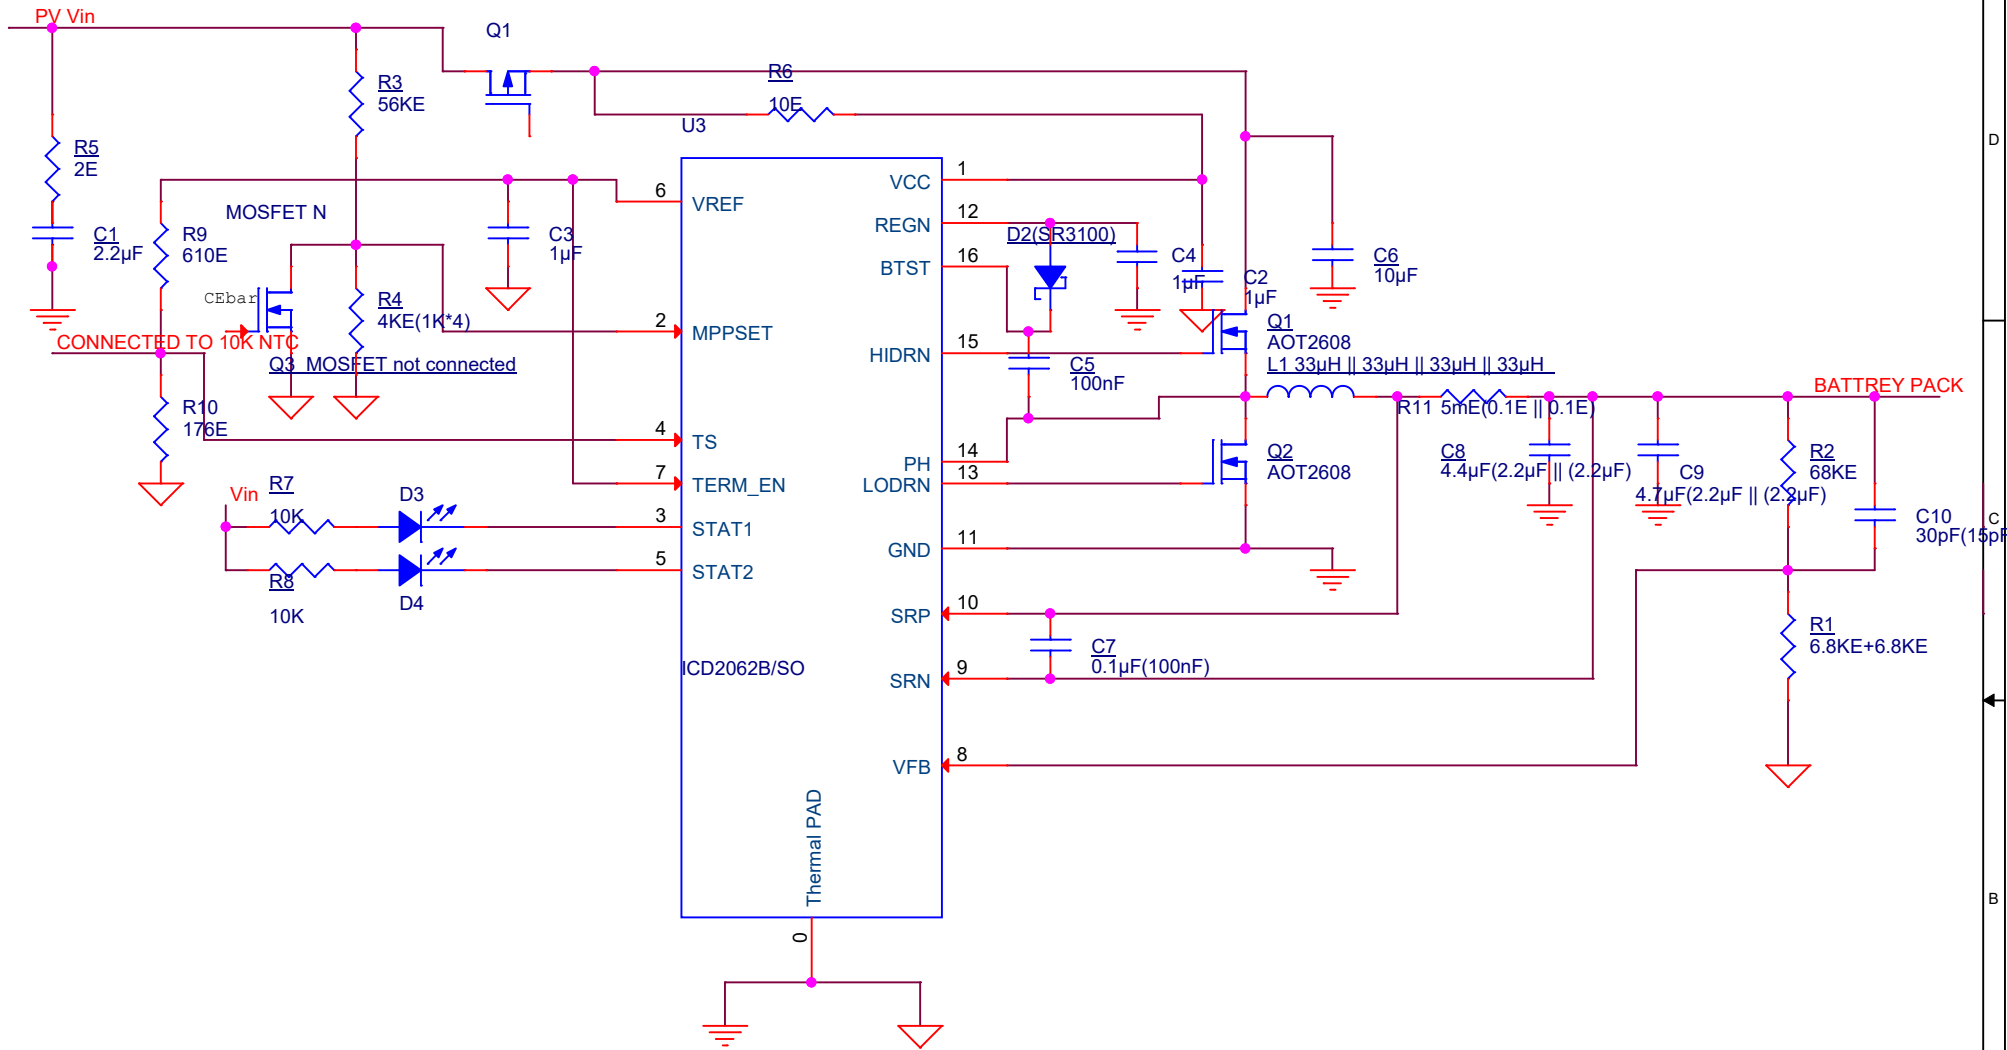 PV Vin
Q1
R3
56KE
R6
10E
U3
R5
2E
D
1
VCC
6
VREF
MOSFET N
C1
2.2µF
R9
610E
C3
1µF
12
REGN
D2(SR3100)
16
BTST
C4
1µF
C2
1µF
C6
10µF
CEbar
R4
4KE(1K*4)
2
MPPSET
CONNECTED TO 10K NTC
Q3 MOSFET not connected
15
HIDRN
C5
100nF
Q1
AOT2608
L1 33µH || 33µH || 33µH || 33µH
BATTREY PACK
R10
176E
R11 5mE(0.1E || 0.1E)
4
TS
14
PH
13
LODRN
Q2
AOT2608
C8
4.4µF(2.2µF || (2.2µF)
C9
4.7µF(2.2µF || (2.2µF)
R2
68KE
7
TERM_EN
Vin
R7
10K
D3
3
STAT1
C10
30pF(15pF
C
11
GND
5
STAT2
R8
10K
D4
10
SRP
C7
0.1µF(100nF)
R1
6.8KE+6.8KE
ICD2062B/SO
9
SRN
8
VFB
Thermal PAD
0
B